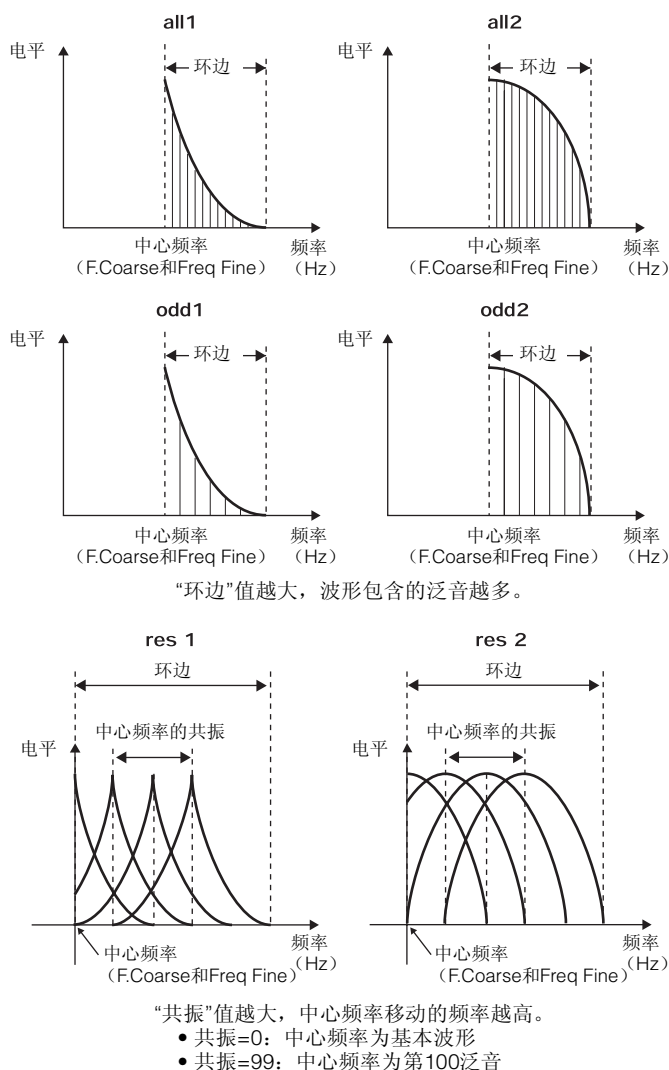 all1
电平
环边
中心频率
（F.Coarse和Freq Fine）
频率
（Hz）
all2
电平
环边
中心频率
（F.Coarse和Freq Fine）
频率
（Hz）
odd1
电平
环边
中心频率
（F.Coarse和Freq Fine）
频率
（Hz）
odd2
电平
环边
中心频率
（F.Coarse和Freq Fine）
频率
（Hz）
“环边”值越大，波形包含的泛音越多。
res 1
环边
中心频率的共振
电平
中心频率
（F.Coarse和Freq Fine）
频率
（Hz）
res 2
环边
中心频率的共振
电平
中心频率
（F.Coarse和Freq Fine）
频率
（Hz）
“共振”值越大，中心频率移动的频率越高。
• 共振=0：中心频率为基本波形
• 共振=99：中心频率为第100泛音